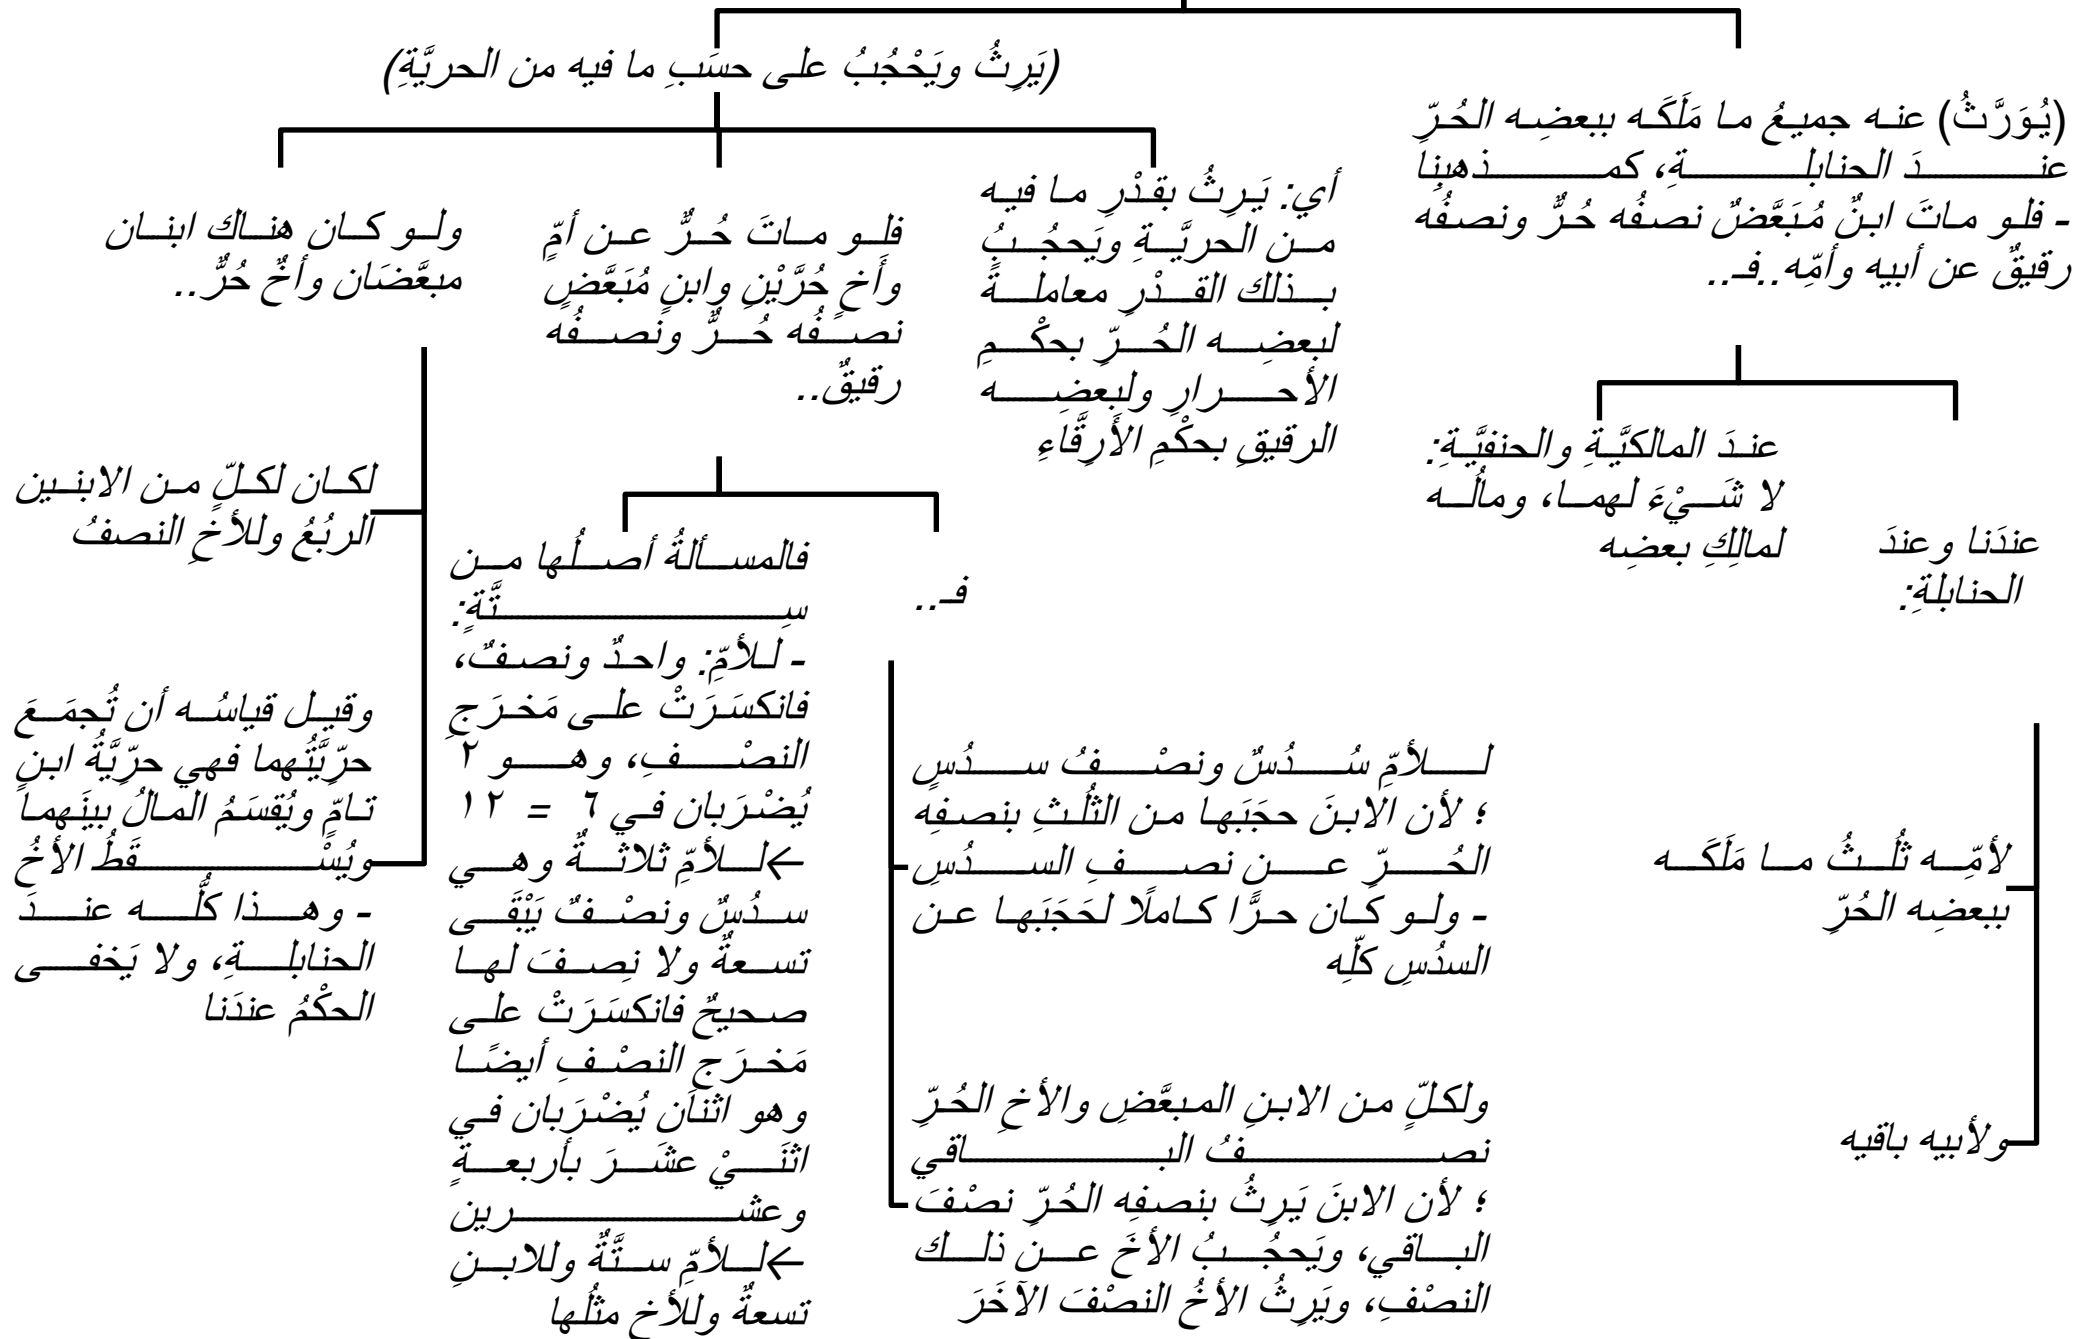 (يُوَرَّثُ) عنه جميعُ ما مَلَكَه ببعضِه الحُرّ
عندَ الحنابلةِ، كمذهبِنا
ـ فلو ماتَ ابنٌ مُبَعَّضٌ نصفُه حُرٌّ ونصفُه
رقيقٌ عن أبيه وأمِّه..فـ..
عندَنا وعندَ
الحنابلةِ:
لأمِّه ثُلُثُ ما مَلَكَه
ببعضِه الحُرِّ
ولأبيه باقيه
عندَ المالكيَّةِ والحنفيَّةِ:
لا شَيْءَ لهما، ومالُه
لمالِكِ بعضِه
(يَرِثُ ويَحْجُبُ على حسَبِ ما فيه من الحريَّةِ)
أي: يَرِثُ بقدْرِ ما فيه
من الحريَّةِ ويَحجُبُ
بذلك القدْرِ معاملةً
لبعضِه الحُرِّ بحكْمِ
الأحرارِ ولبعضِه
الرقيقِ بحكْمِ الأَرِقَّاءِ
فلو ماتَ حُرٌّ عن أمٍّ
وأَخٍ حُرَّيْنِ وابنٍ مُبَعَّضٍ
نصفُه حُرٌّ ونصفُه
رقيقٌ..
فـ..
للأمِّ سُدُسٌ ونصْفُ سدُسٍ
؛ لأن الابنَ حجَبَها من الثُلُثِ بنصفِه
الحُرّ عن نصفِ السدُسِ
ـ ولو كان حرًّا كاملًا لحَجَبَها عن
السدُسِ كلِّه
ولكلٍّ من الابنِ المبعَّضِ والأخِ الحُرّ
نصفُ الباقي
؛ لأن الابنَ يَرِثُ بنصفِه الحُرّ نصْفَ
الباقي، ويَحجُبُ الأخَ عن ذلك
النصْفِ، ويَرِثُ الأخُ النصْفَ الآخَرَ
فالمسألةُ أصلُها من
سِتَّةٍ:
ـ للأمِّ: واحدٌ ونصفٌ،
فانكسَرَتْ على مَخرَجِ
النصْفِ، وهو ٢
يُضْرَبان في ٦ = ١٢
←للأمِّ ثلاثةٌ وهي
سدُسٌ ونصْفٌ يَبْقَى
تسعةٌ ولا نِصفَ لها
صحيحٌ فانكسَرَتْ على
مَخرَجِ النصْفِ أيضًا
وهو اثنان يُضْرَبان في
اثنَيْ عشَرَ بأربعةٍ
وعشرين
←للأمِّ ستَّةٌ وللابنِ
تسعةٌ وللأخِ مثلُها
ولو كان هناك ابنان
مبعَّضَان وأخٌ حُرٌّ..
لكان لكلٍّ من الابنين
الربُعُ وللأخِ النصفُ
وقيل قياسُه أن تُجمَعَ
حرِّيَّتُهما فهي حرِّيَّةُ ابنٍ
تامٍّ ويُقسَمُ المالُ بينَهما
ويُسْقَطُ الأخُ
ـ وهذا كلُّه عندَ
الحنابلةِ، ولا يَخفى
الحكْمُ عندَنا